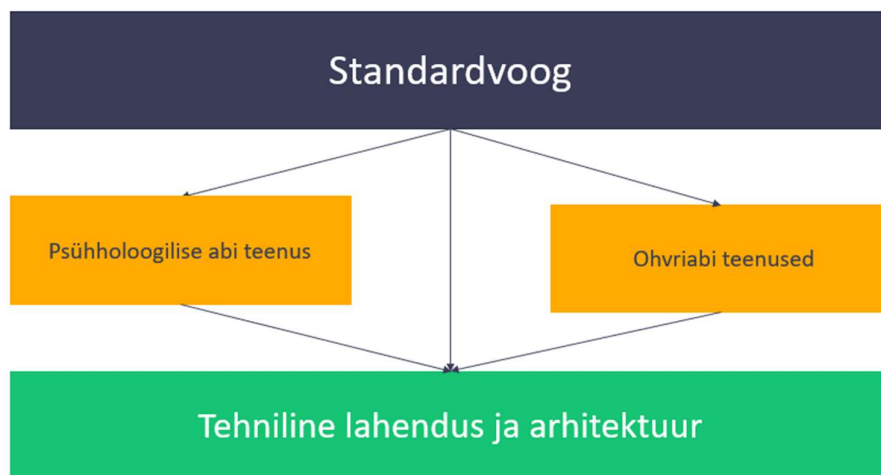 Standardvoog
Psühholoogilise abi teenus
Ohvriabi teenused
Tehniline lahendus ja arhitektuur